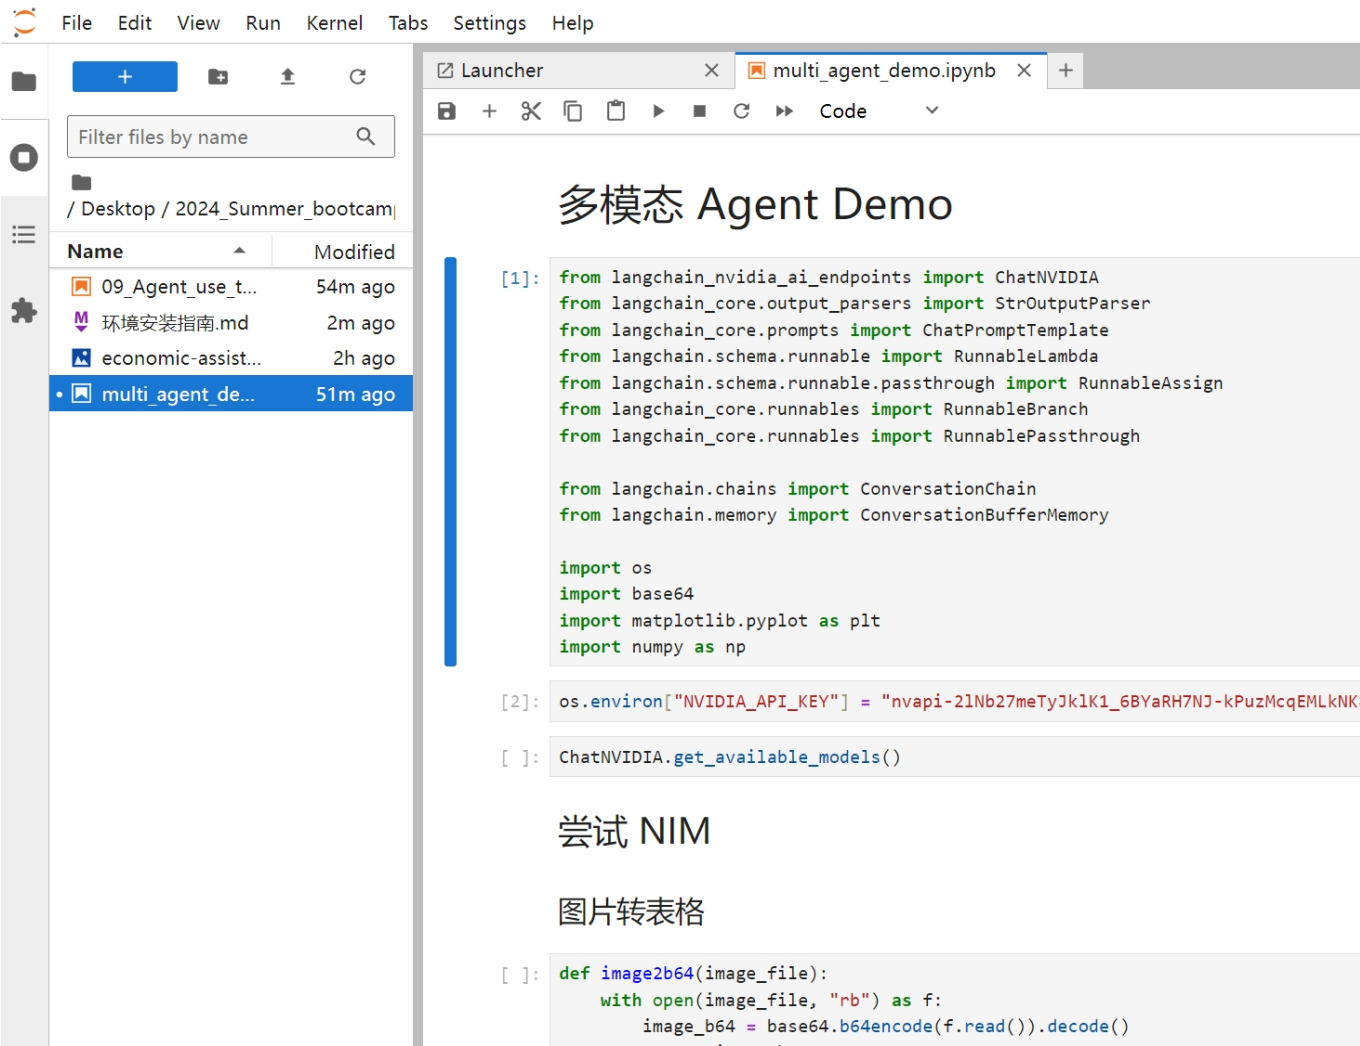 File Edit View Run Kernel Tabs Settings Help
Launcher
multi_agent_demo.ipynb
Code
Filter files by name
/ Desktop / 2024_Summer_bootcamp
Name Modified
09_Agent_use_t... 54m ago
环境安装指南.md 2m ago
economic-assist... 2h ago
multi_agent_de... 51m ago
多模态 Agent Demo
[1]:
from langchain_nvidia_ai_endpoints import ChatNVIDIA
from langchain_core.output_parsers import StrOutputParser
from langchain_core.prompts import ChatPromptTemplate
from langchain.schema.runnable import RunnableLambda
from langchain.schema.runnable.passthrough import RunnableAssign
from langchain_core.runnables import RunnableBranch
from langchain_core.runnables import RunnablePassthrough
from langchain.chains import ConversationChain
from langchain.memory import ConversationBufferMemory
import os
import base64
import matplotlib.pyplot as plt
import numpy as np
[2]:
os.environ["NVIDIA_API_KEY"] = "nvapi-2lNb27meTyJklK1_6BYaRH7NJ-kPuzMcqEMLkNK
[ ]:
ChatNVIDIA.get_available_models()
尝试 NIM
图片转表格
[ ]:
def image2b64(image_file):
    with open(image_file, "rb") as f:
        image_b64 = base64.b64encode(f.read()).decode()